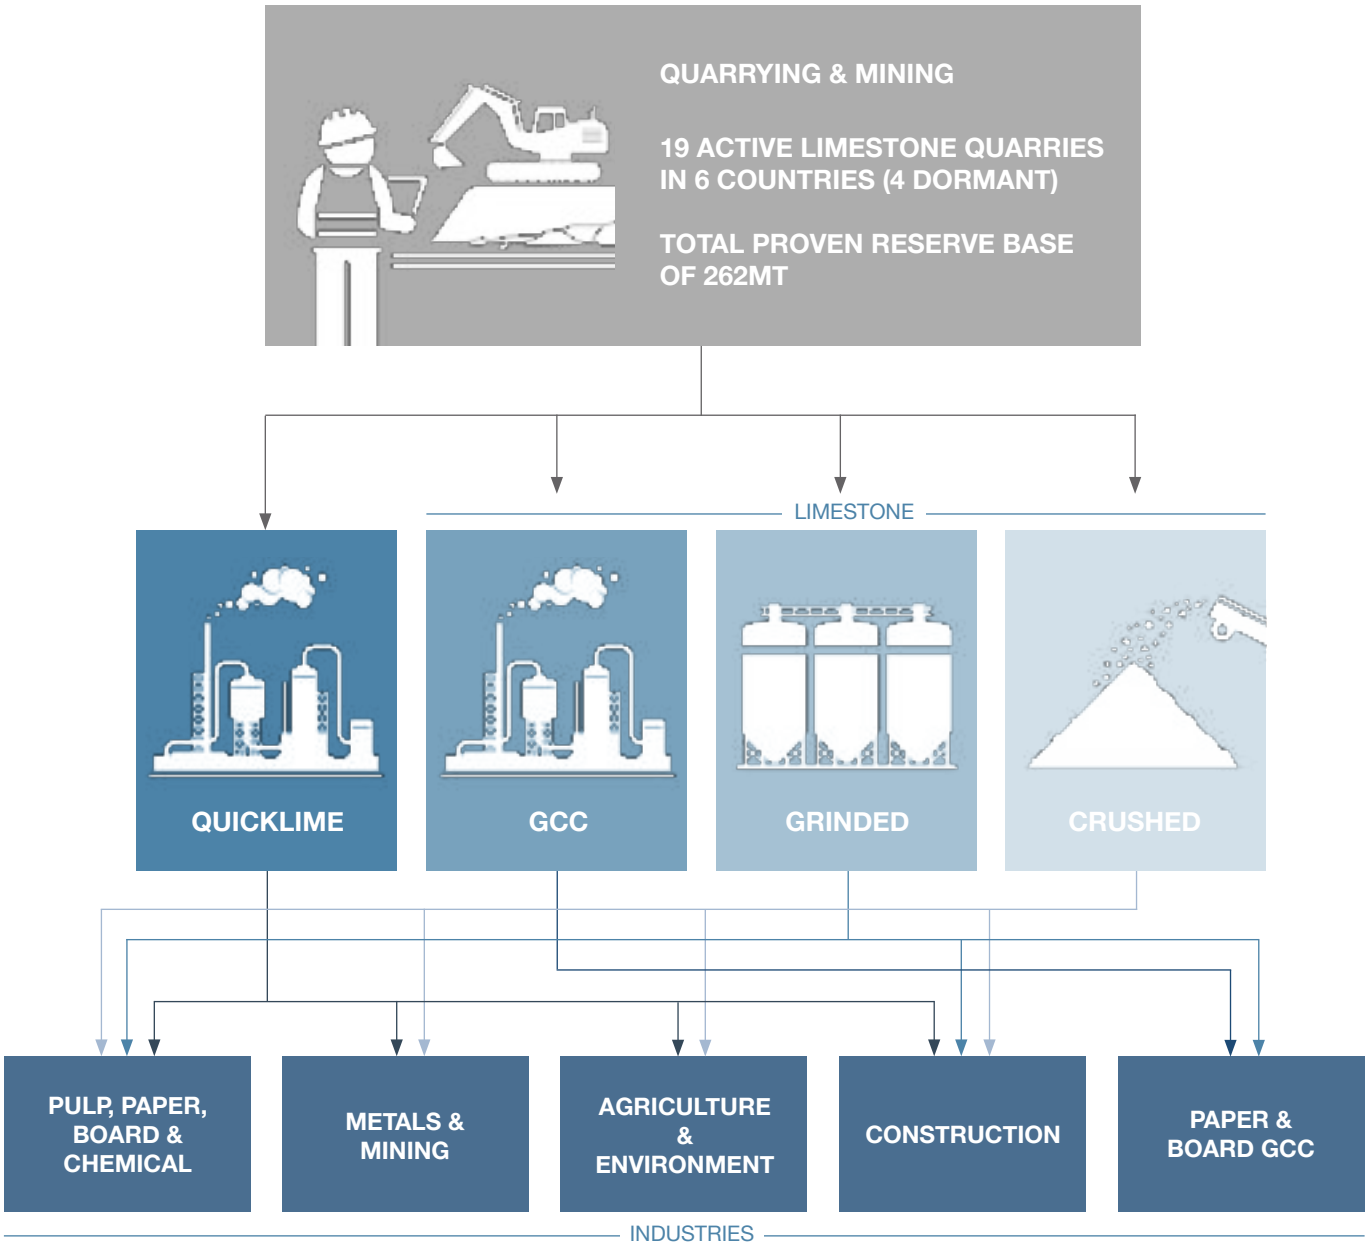 QUARRYING & MINING
19 ACTIVE LIMESTONE QUARRIES
IN 6 COUNTRIES (4 DORMANT)
TOTAL PROVEN RESERVE BASE
OF 262MT
LIMESTONE
QUICKLIME
GCC
GRINDED
CRUSHED
PULP, PAPER,
BOARD &
CHEMICAL
METALS &
MINING
AGRICULTURE
&
ENVIRONMENT
CONSTRUCTION
PAPER &
BOARD GCC
INDUSTRIES